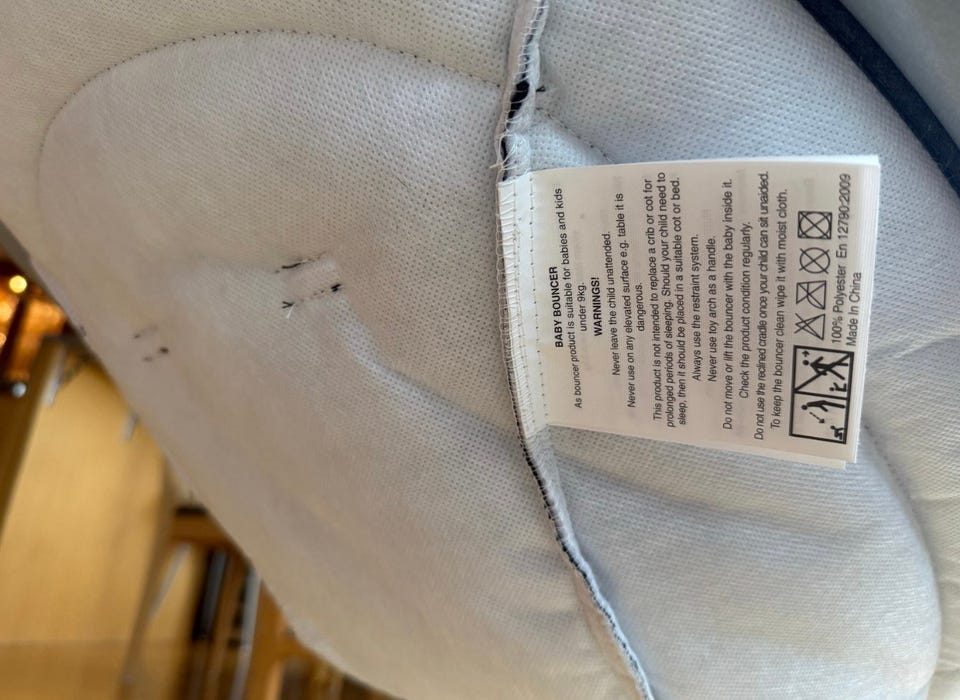 BABY BOUNCER
As bouncer product is suitable for babies and kids
under 9kg.
WARNINGS!
Never leave the child unattended.
Never use on any elevated surface e.g. table it is
dangerous.
This product is not intended to replace a crib or cot for
prolonged periods of sleeping. Should your child need to
sleep, then it should be placed in a suitable cot or bed.
Always use the restraint system.
Never use toy arch as a handle.
Do not move or lift the bouncer with the baby inside it.
Check the product condition regularly.
Do not use the reclined cradle once your child can sit unaided.
To keep the bouncer clean wipe it with moist cloth.
100% Polyester En 12790:2009
Made In China